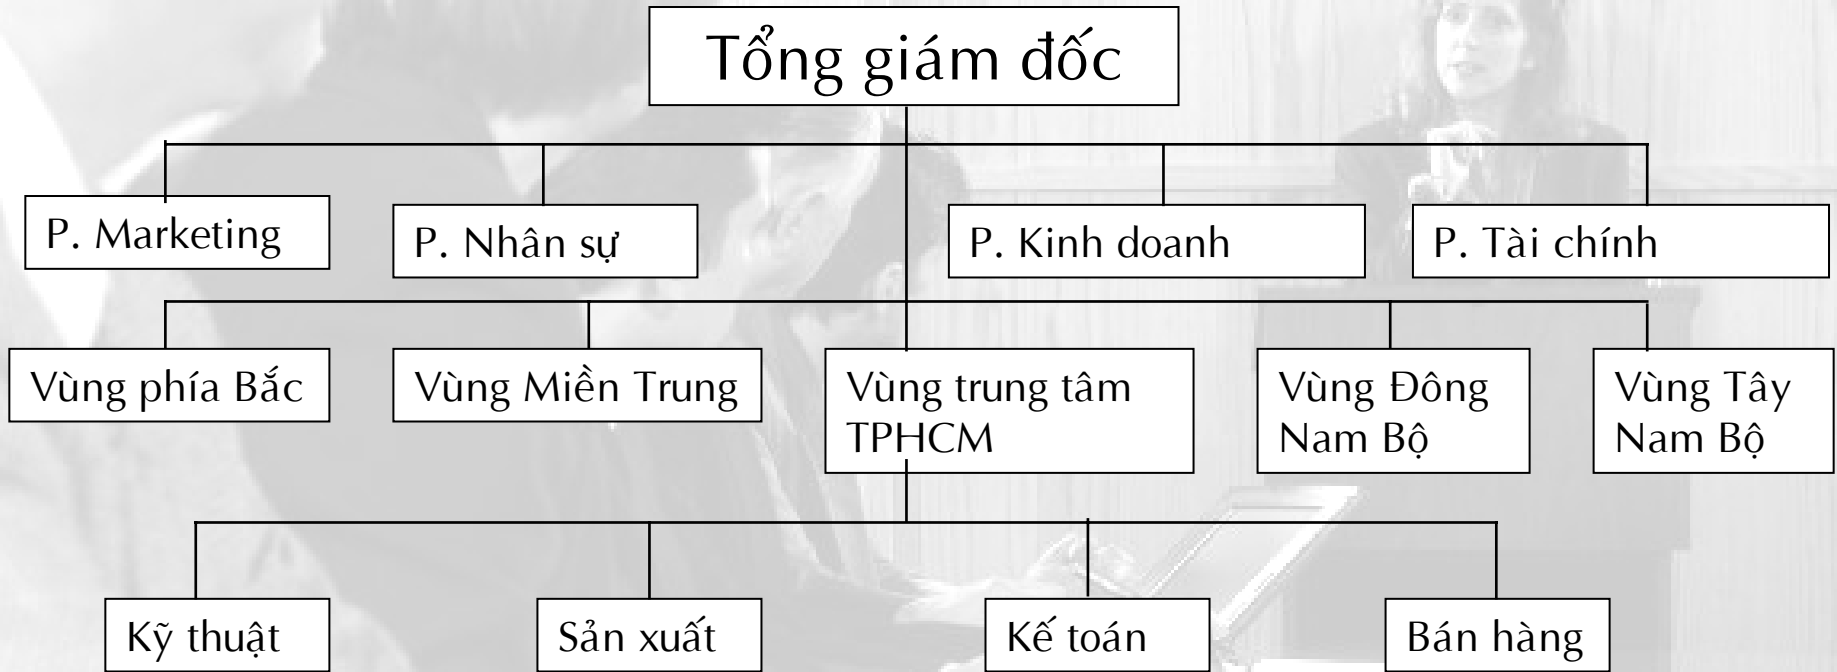 Tổng giám đốc
P. Marketing
P. Nhân sự
P. Kinh doanh
P. Tài chính
Vùng phía Bắc
Vùng Miền Trung
Vùng trung tâm
TPHCM
Vùng Đông
Nam Bộ
Vùng Tây
Nam Bộ
Kỹ thuật
Sản xuất
Kế toán
Bán hàng